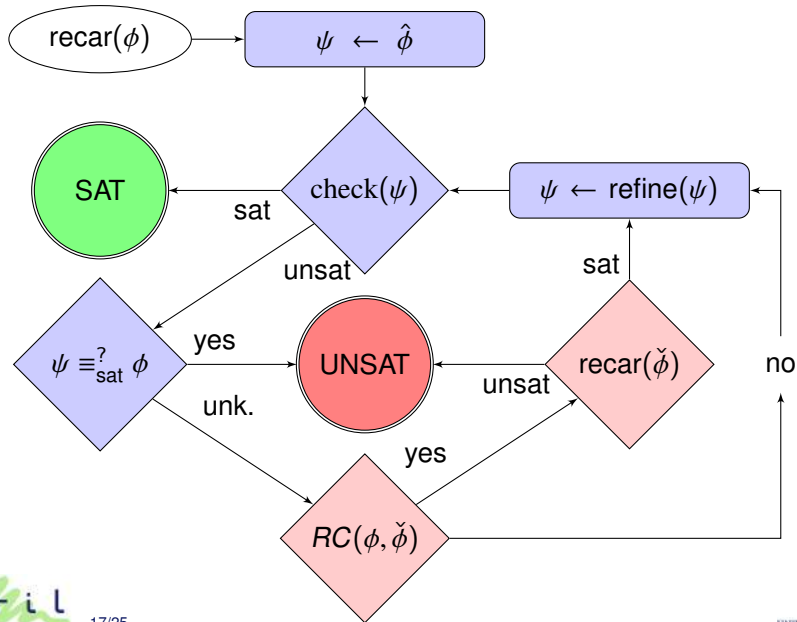 recar(ϕ)
ψ ← ϕ̂
SAT
sat
check(ψ)
ψ ← refine(ψ)
unsat
sat
ψ ≡?sat ϕ
yes
UNSAT
unsat
recar(ϕ̌)
no
unk.
yes
RC(ϕ, ϕ̌)
17/25